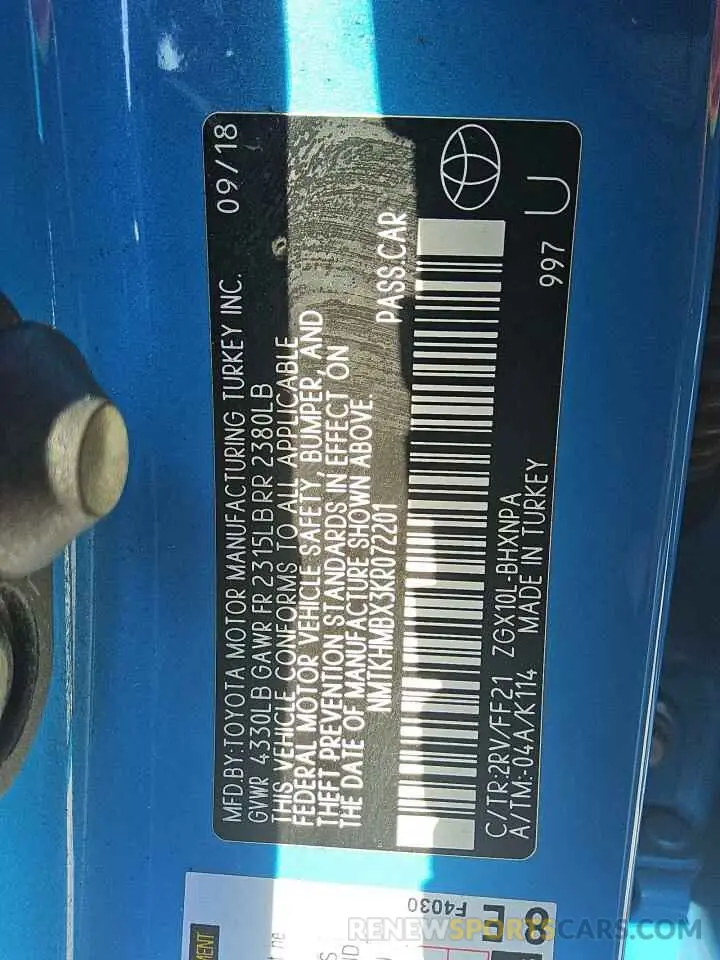 MFD.BY:TOYOTA MOTOR MANUFACTURING TURKEY INC. 09/18
GVWR 4330LB GAWR FR 2315LB RR 2380LB
THIS VEHICLE CONFORMS TO ALL APPLICABLE
FEDERAL MOTOR VEHICLE SAFETY, BUMPER, AND
THEFT PREVENTION STANDARDS IN EFFECT ON
THE DATE OF MANUFACTURE SHOWN ABOVE.
NMTKHMBX3KR072201 PASS.CAR
C/TR:2RV/FF21 ZGX10L-BHXNPA 997 U
A/TM:-04A/K114 MADE IN TURKEY
F4030
8
E
RENEWSPORTSCARS.COM